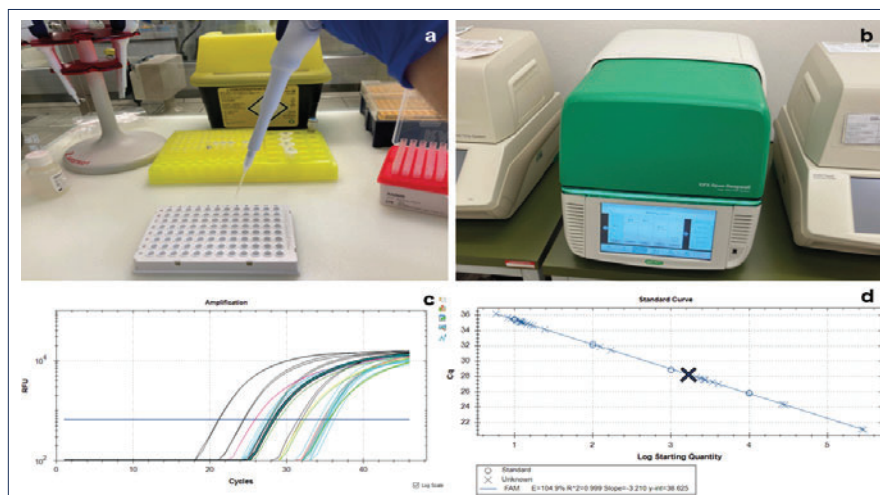 a
b
Amplification
c
RFU
10^4
10^2
0
20
40
60
Cycles
Log Scale
d
Standard Curve
36
34
32
30
28
26
24
22
Cq
1
2
3
4
5
Log Starting Quantity
Standard
Unknown
FAM E=104.9% R^2=0.999 Slope=-3.210 y-int=38.625